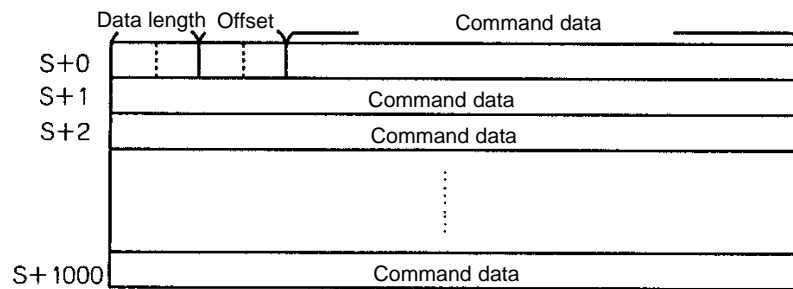 Data length Offset Command data
S+0
S+1 Command data
S+2 Command data
S+1000 Command data